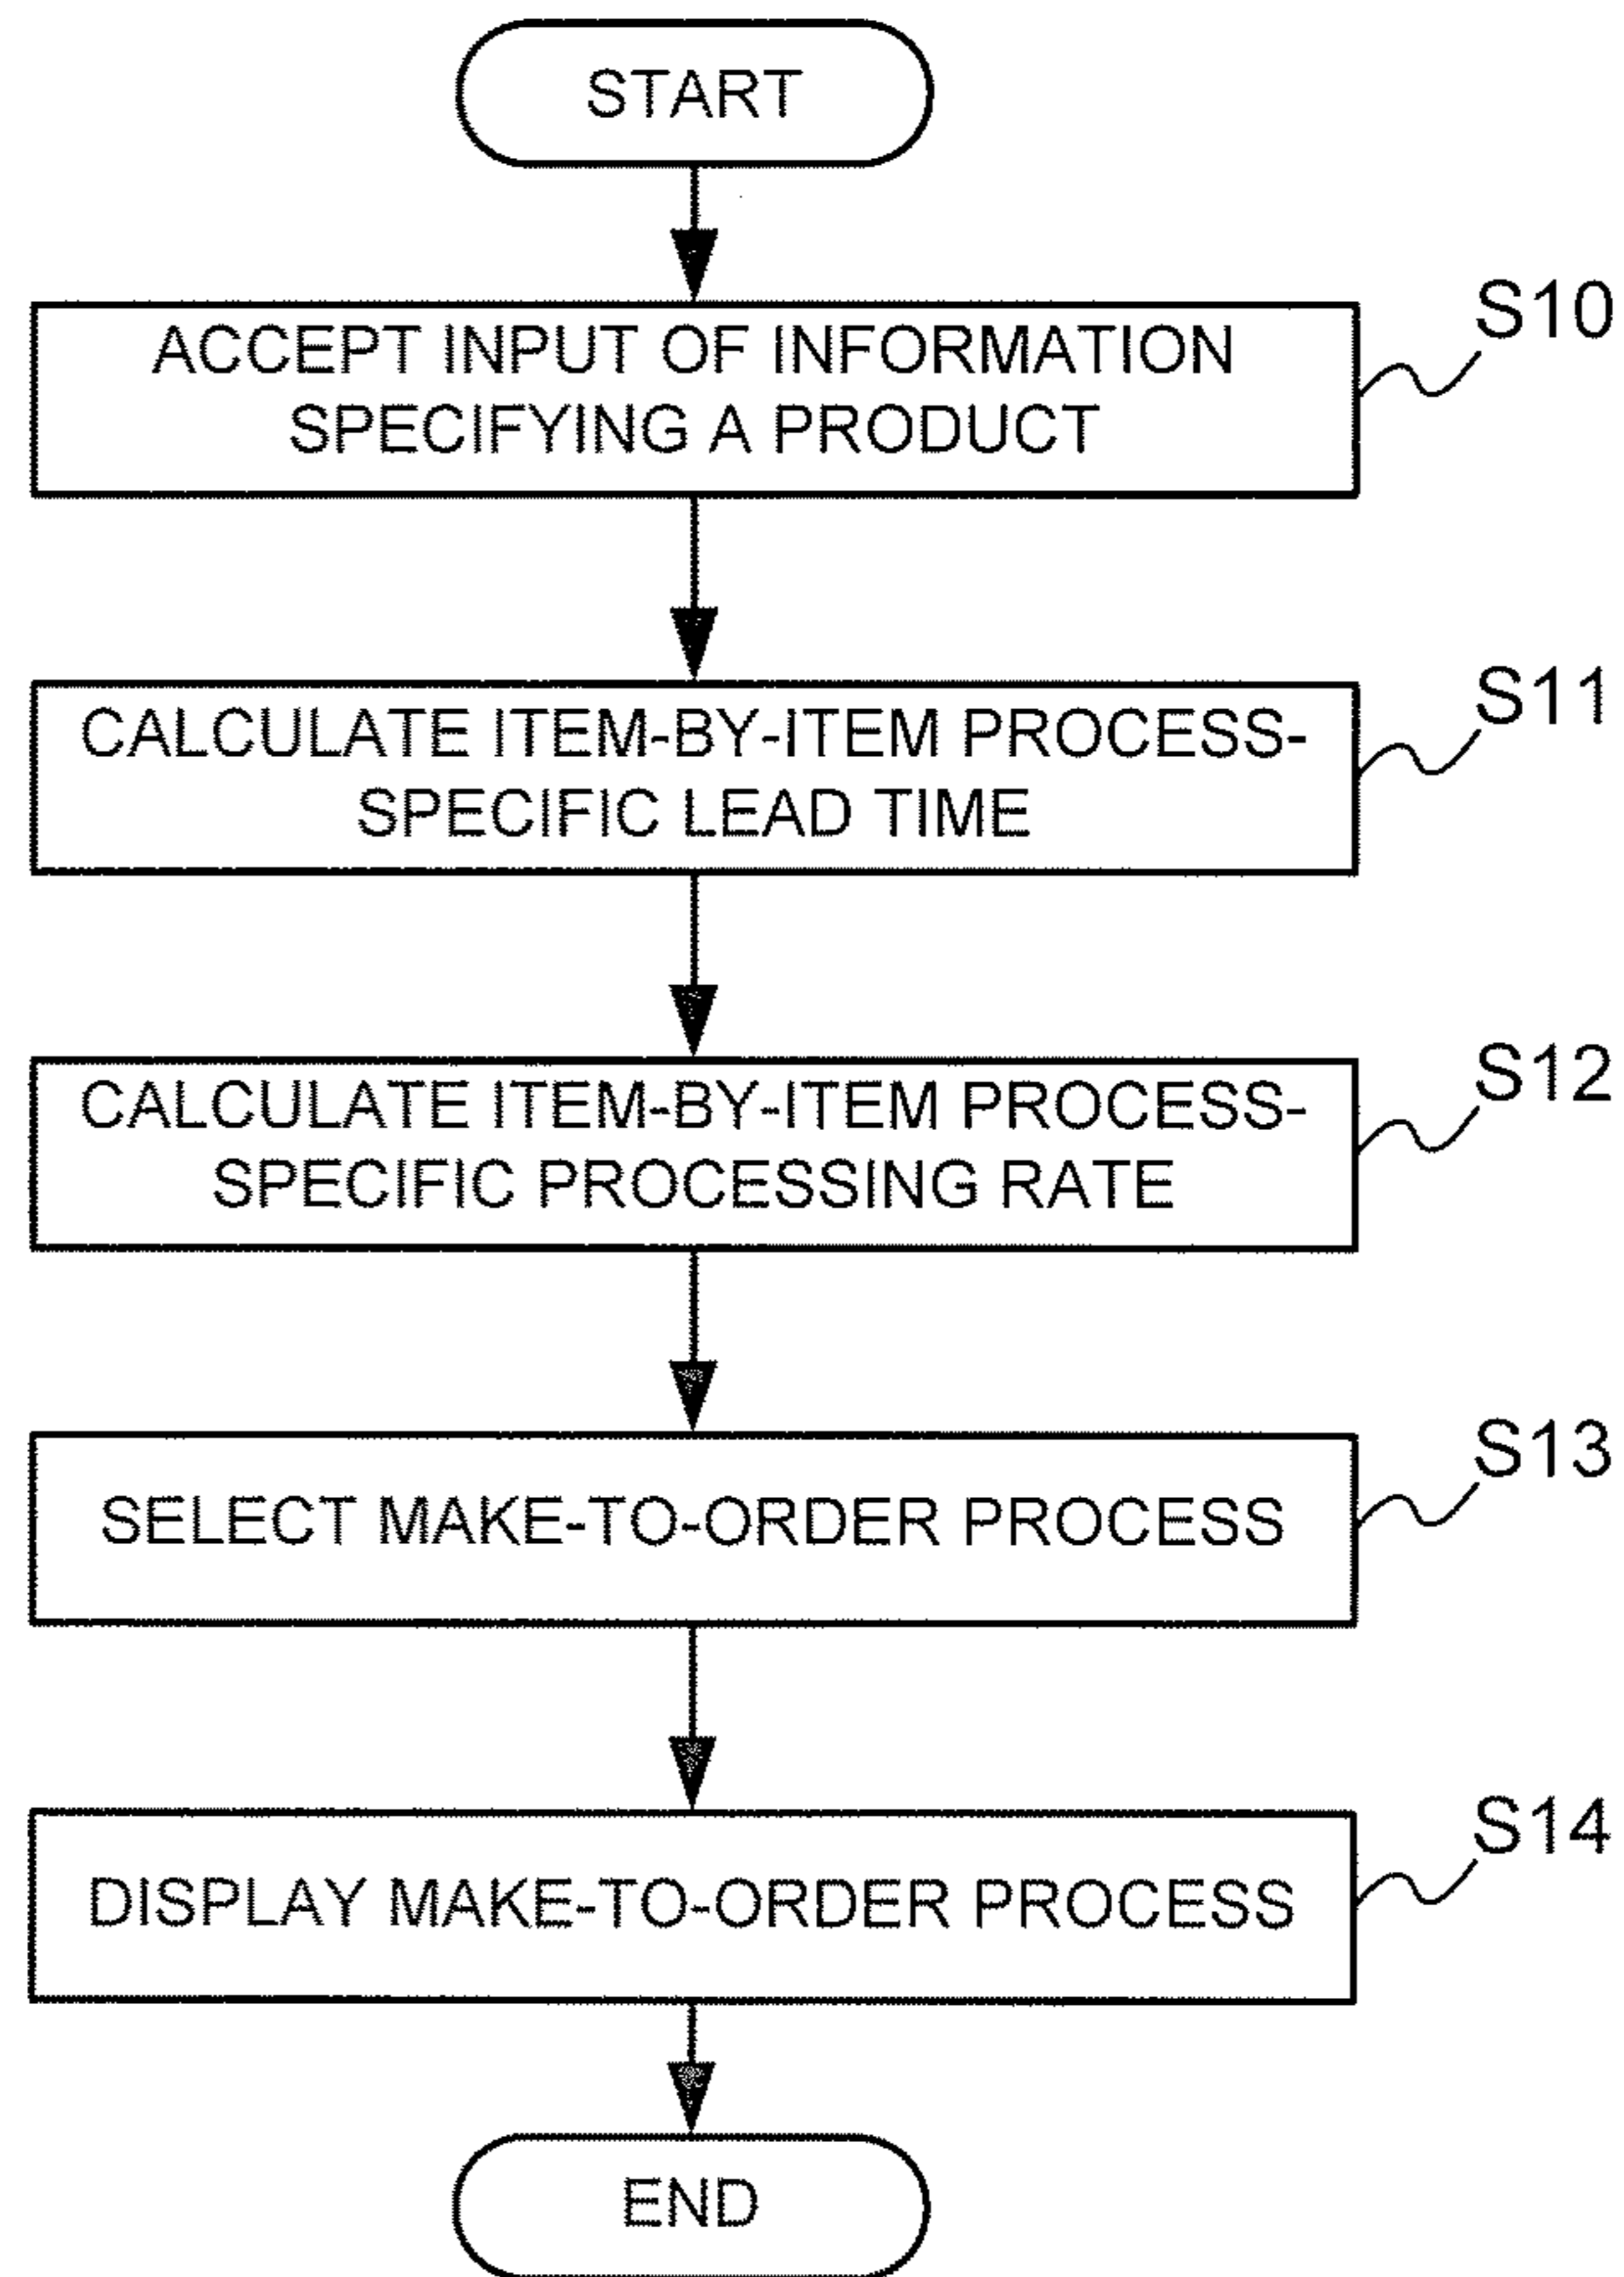 START
ACCEPT INPUT OF INFORMATION
SPECIFYING A PRODUCT
S10
CALCULATE ITEM-BY-ITEM PROCESS-
SPECIFIC LEAD TIME
S11
CALCULATE ITEM-BY-ITEM PROCESS-
SPECIFIC PROCESSING RATE
S12
SELECT MAKE-TO-ORDER PROCESS
S13
DISPLAY MAKE-TO-ORDER PROCESS
S14
END